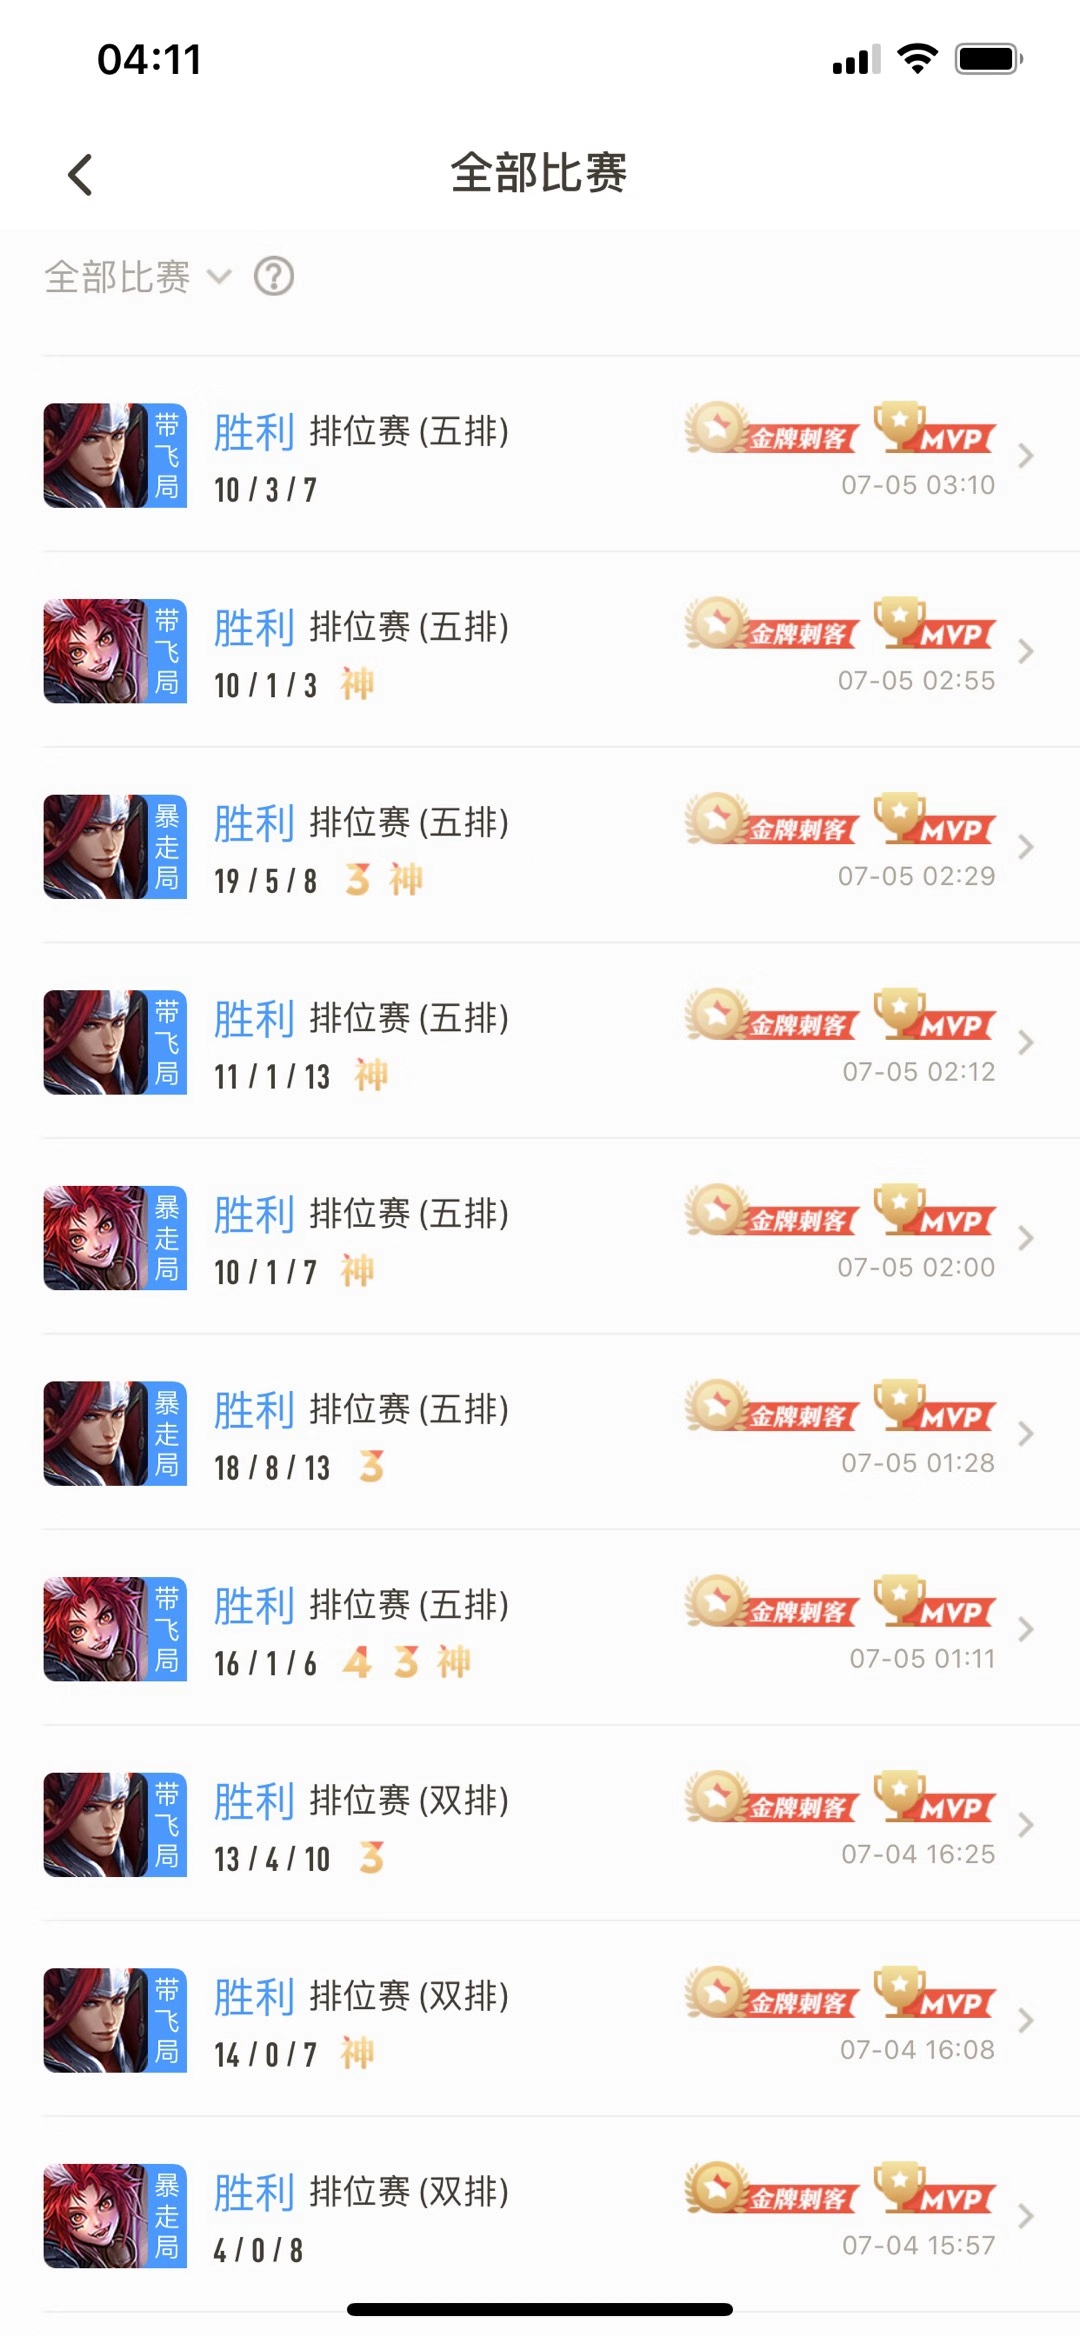 04:11
全部比赛
全部比赛
带飞局
胜利 排位赛 (五排)
金牌刺客 MVP
10 / 3 / 7
07-05 03:10
带飞局
胜利 排位赛 (五排)
金牌刺客 MVP
10 / 1 / 3 神
07-05 02:55
暴走局
胜利 排位赛 (五排)
金牌刺客 MVP
19 / 5 / 8 3 神
07-05 02:29
带飞局
胜利 排位赛 (五排)
金牌刺客 MVP
11 / 1 / 13 神
07-05 02:12
暴走局
胜利 排位赛 (五排)
金牌刺客 MVP
10 / 1 / 7 神
07-05 02:00
暴走局
胜利 排位赛 (五排)
金牌刺客 MVP
18 / 8 / 13 3
07-05 01:28
带飞局
胜利 排位赛 (五排)
金牌刺客 MVP
16 / 1 / 6 4 3 神
07-05 01:11
带飞局
胜利 排位赛 (双排)
金牌刺客 MVP
13 / 4 / 10 3
07-04 16:25
带飞局
胜利 排位赛 (双排)
金牌刺客 MVP
14 / 0 / 7 神
07-04 16:08
暴走局
胜利 排位赛 (双排)
金牌刺客 MVP
4 / 0 / 8
07-04 15:57